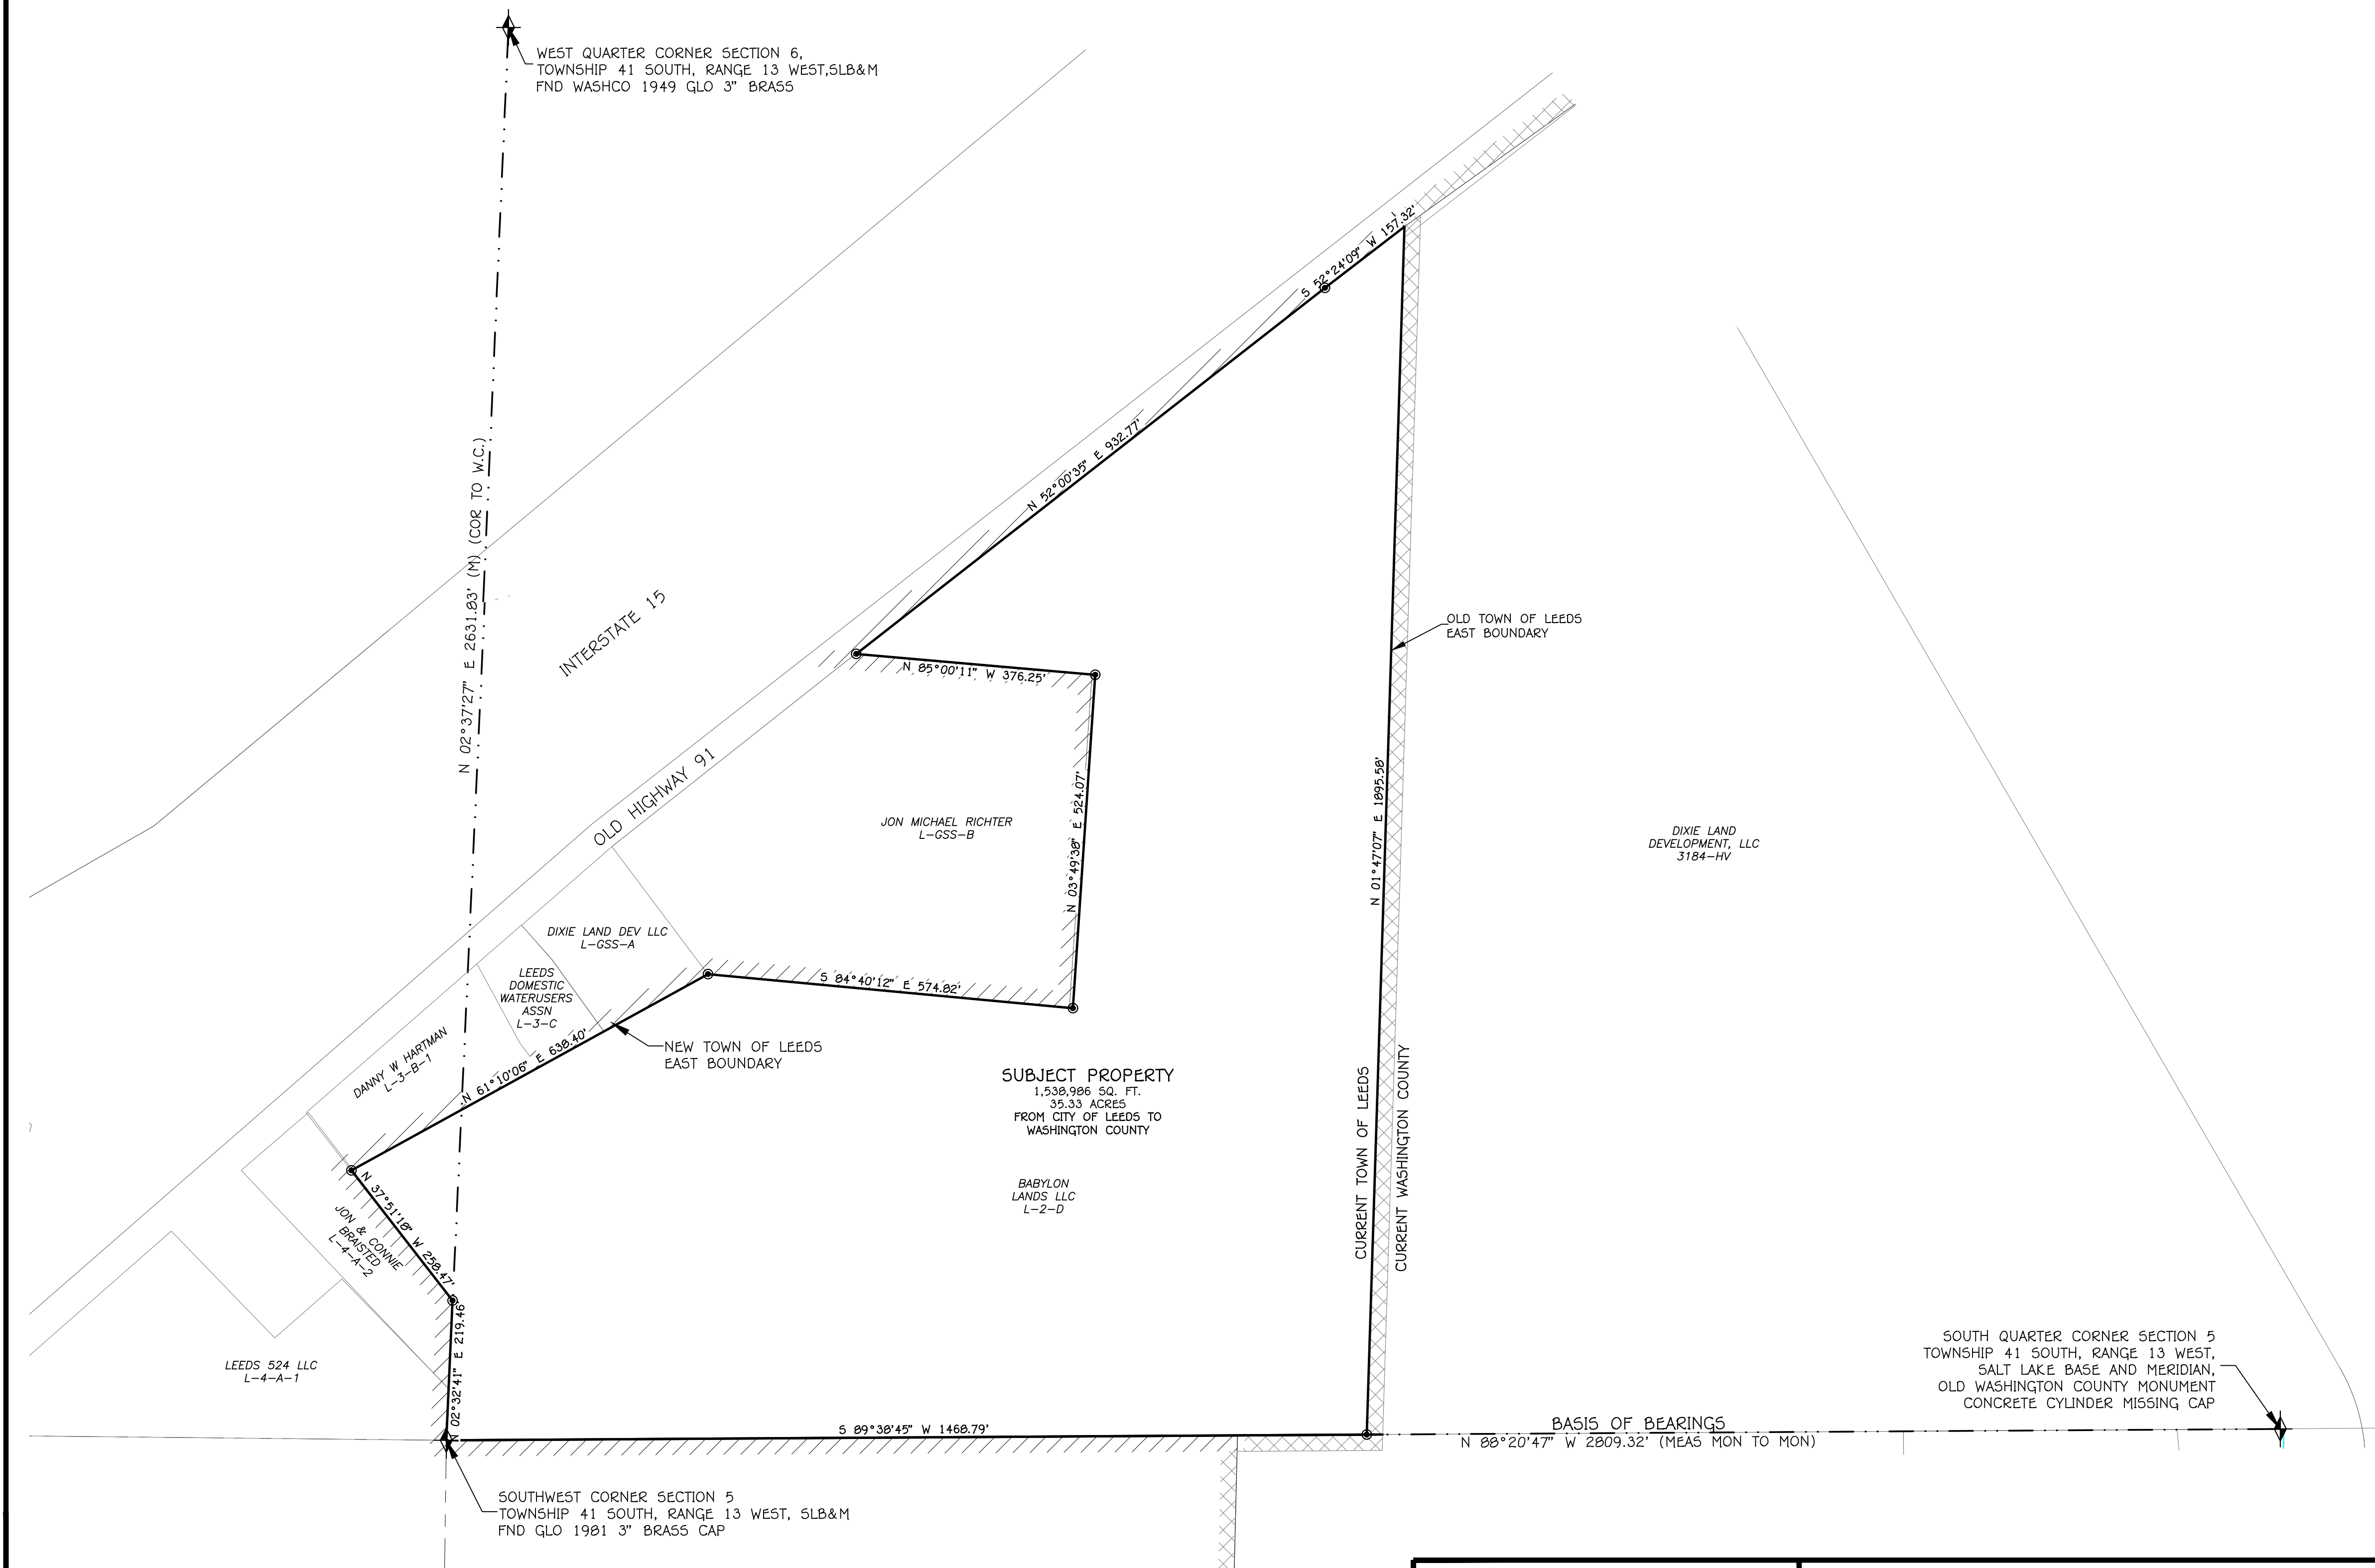 WEST QUARTER CORNER SECTION 6,
TOWNSHIP 41 SOUTH, RANGE 13 WEST,SLB&M
FND WASHCO 1949 GLO 3" BRASS
S 52°24'09" W 157.32'
N 02°37'27" E 2631.83' (M) (COR TO W.C.)
N 52°00'35" E 932.77'
INTERSTATE 15
OLD TOWN OF LEEDS
EAST BOUNDARY
N 85°00'11" W 376.25'
OLD HIGHWAY 91
JON MICHAEL RICHTER
L-GSS-B
N 03°49'38" E 524.07'
N 01°47'07" E 1895.58'
DIXIE LAND
DEVELOPMENT, LLC
3184-HV
DIXIE LAND DEV LLC
L-GSS-A
LEEDS
DOMESTIC
WATERUSERS
ASSN
L-3-C
S 84°40'12" E 574.82'
DANNY W HARTMAN
L-3-B-1
N 61°10'06" E 638.40'
NEW TOWN OF LEEDS
EAST BOUNDARY
SUBJECT PROPERTY
1,538,986 SQ. FT.
35.33 ACRES
FROM CITY OF LEEDS TO
WASHINGTON COUNTY
CURRENT TOWN OF LEEDS
CURRENT WASHINGTON COUNTY
BABYLON
LANDS LLC
L-2-D
N 37°51'18" W 258.47'
JON & CONNIE
BRAISTED
L-4-A-2
N 02°32'41" E 219.46'
LEEDS 524 LLC
L-4-A-1
SOUTH QUARTER CORNER SECTION 5
TOWNSHIP 41 SOUTH, RANGE 13 WEST,
SALT LAKE BASE AND MERIDIAN,
OLD WASHINGTON COUNTY MONUMENT
CONCRETE CYLINDER MISSING CAP
S 89°38'45" W 1468.79'
BASIS OF BEARINGS
N 88°20'47" W 2809.32' (MEAS MON TO MON)
SOUTHWEST CORNER SECTION 5
TOWNSHIP 41 SOUTH, RANGE 13 WEST, SLB&M
FND GLO 1981 3" BRASS CAP